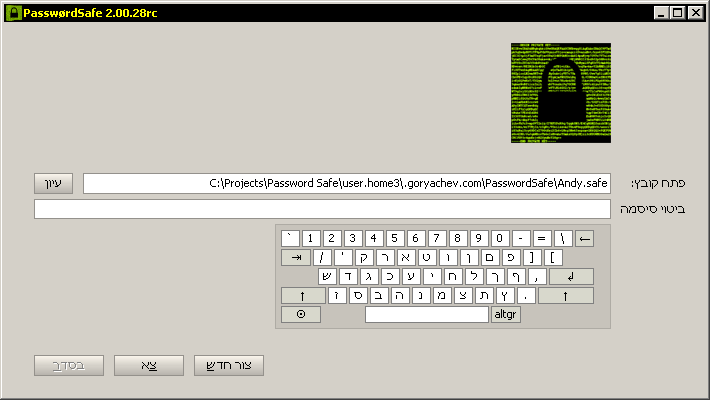 PasswørdSafe 2.00.28rc
פתח קובץ: C:\Projects\Password Safe\user.home3\.goryachev.com\PasswordSafe\Andy.safe עיון
ביטוי סיסמה
` 1 2 3 4 5 6 7 8 9 0 - = \ ←
⇥ / ' ק ר א ט ו ן ם פ ] [
ש ד ג כ ע י ח ל ך ף , ↲
↑ ז ס ב ה נ מ צ ת ץ . ↑
⊙ altgr
צור חדש צא בסדר